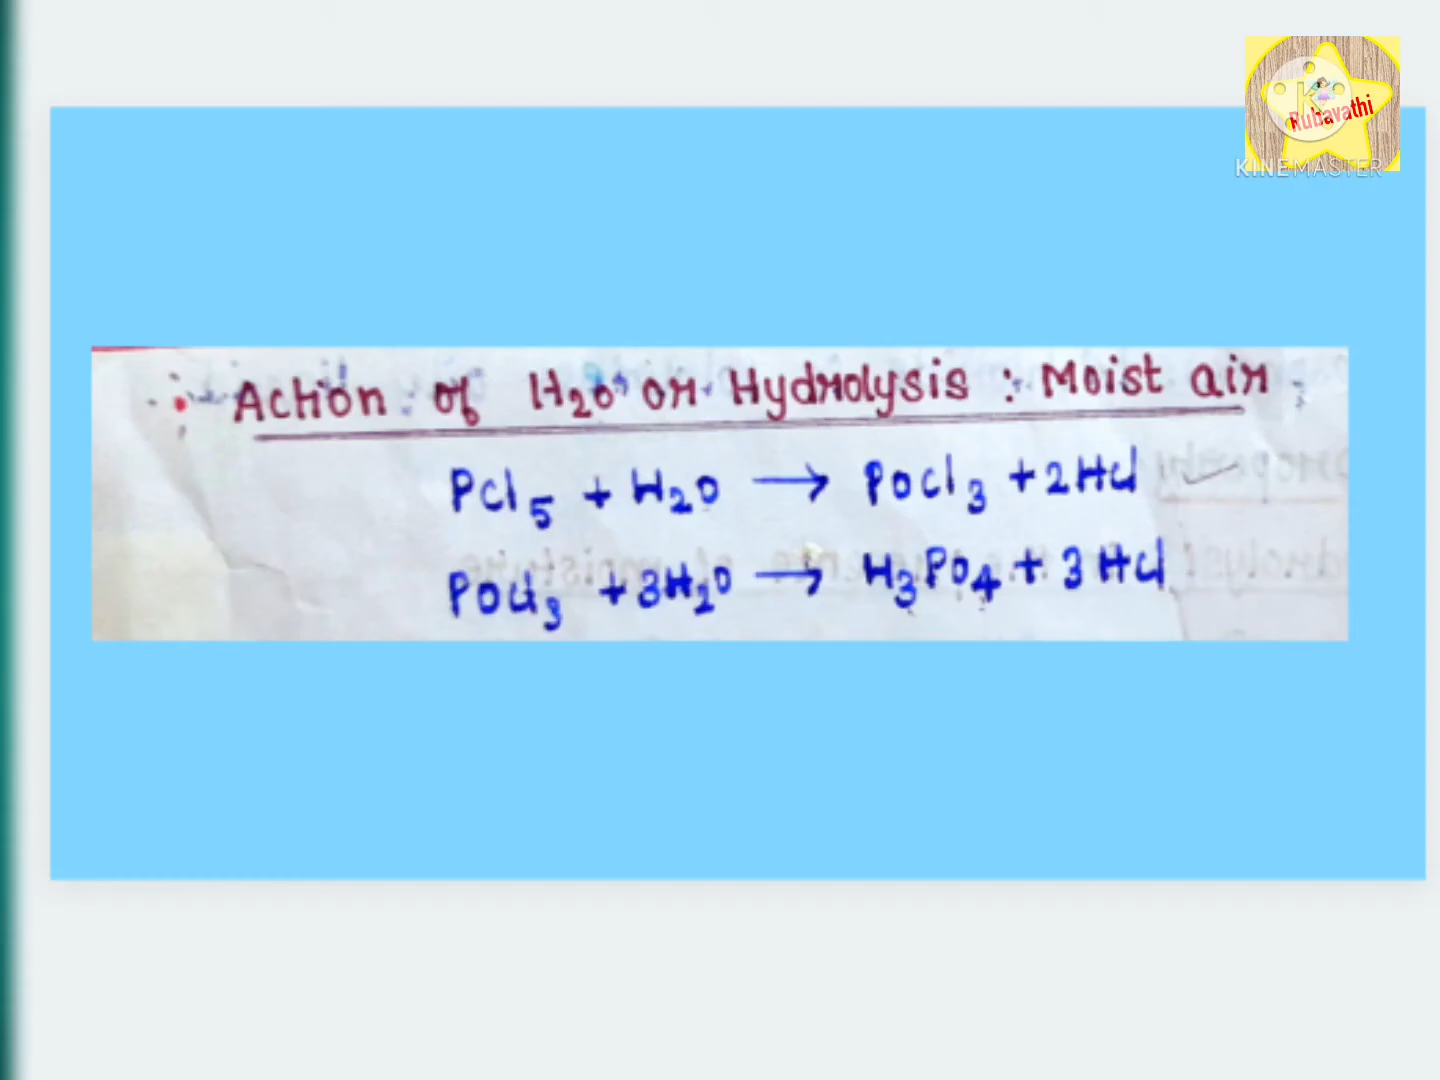 Rubavathi
KINEMASTER
Action of H₂O or Hydrolysis : Moist air
PCl₅ + H₂O → POCl₃ + 2HCl
POCl₃ + 3H₂O → H₃PO₄ + 3HCl